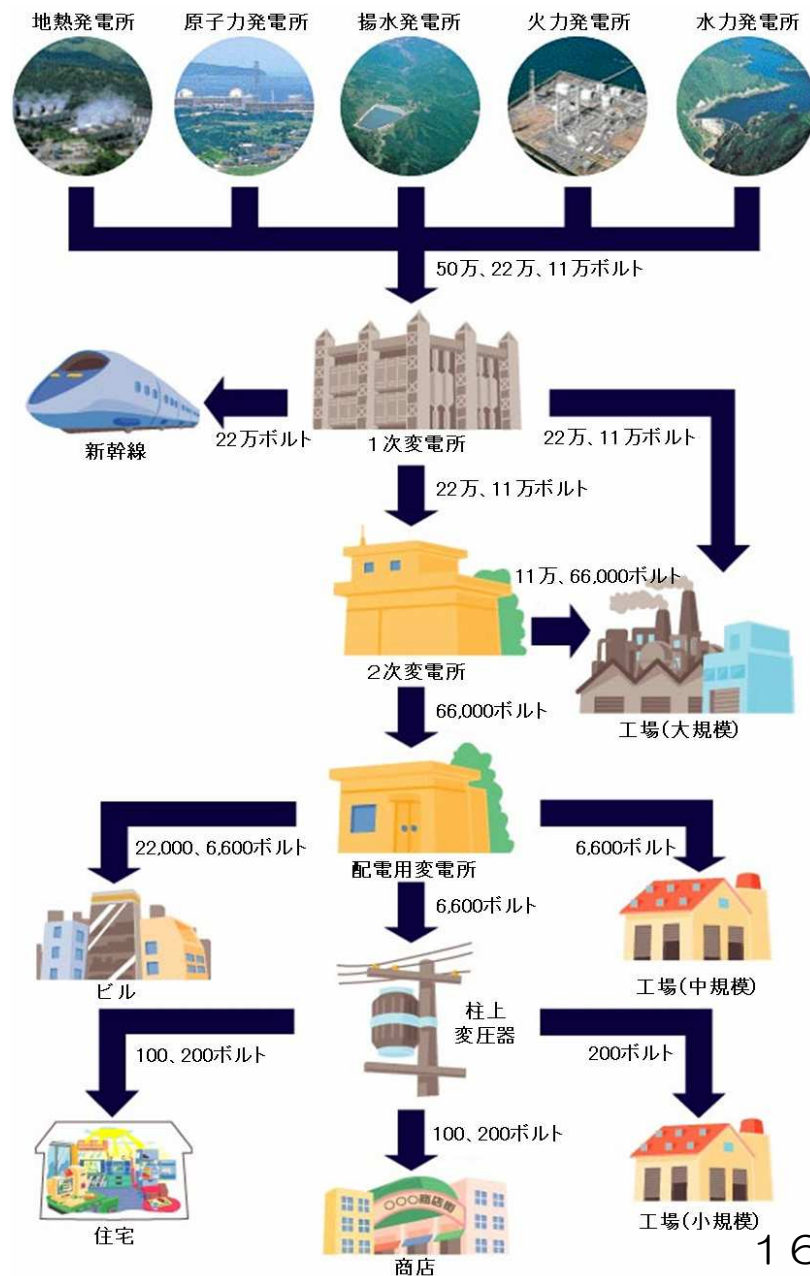 地熱発電所
原子力発電所
揚水発電所
火力発電所
水力発電所
50万、22万、11万ボルト
新幹線
22万ボルト
1次変電所
22万、11万ボルト
22万、11万ボルト
11万、66,000ボルト
2次変電所
工場(大規模)
66,000ボルト
22,000、6,600ボルト
配電用変電所
6,600ボルト
6,600ボルト
ビル
柱上
変圧器
工場(中規模)
100、200ボルト
200ボルト
100、200ボルト
〇〇〇商店街
住宅
商店
工場(小規模)
16